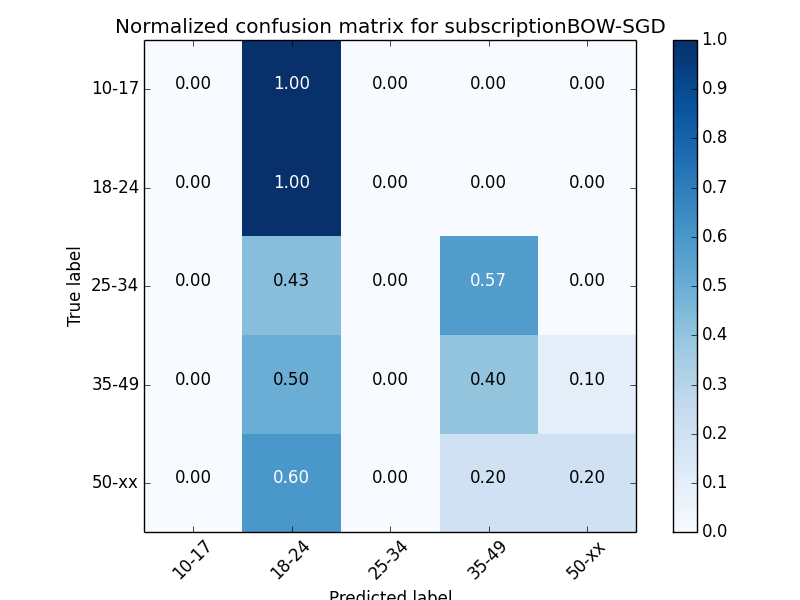 Normalized confusion matrix for subscriptionBOW-SGD
10-17 0.00 1.00 0.00 0.00 0.00
18-24 0.00 1.00 0.00 0.00 0.00
25-34 0.00 0.43 0.00 0.57 0.00
35-49 0.00 0.50 0.00 0.40 0.10
50-xx 0.00 0.60 0.00 0.20 0.20
True label
10-17 18-24 25-34 35-49 50-xx
Predicted label
1.0
0.9
0.8
0.7
0.6
0.5
0.4
0.3
0.2
0.1
0.0